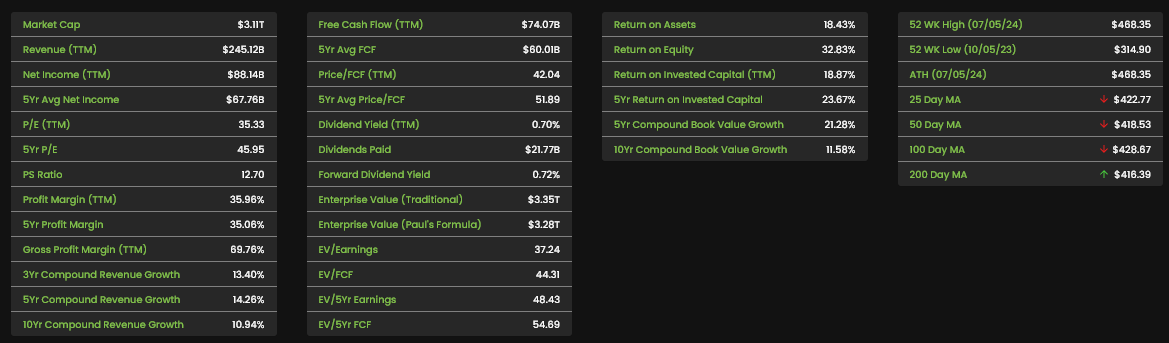 Market Cap $3.11T
Revenue (TTM) $245.12B
Net Income (TTM) $88.14B
5Yr Avg Net Income $67.76B
P/E (TTM) 35.33
5Yr P/E 45.95
PS Ratio 12.70
Profit Margin (TTM) 35.96%
5Yr Profit Margin 35.06%
Gross Profit Margin (TTM) 69.76%
3Yr Compound Revenue Growth 13.40%
5Yr Compound Revenue Growth 14.26%
10Yr Compound Revenue Growth 10.94%
Free Cash Flow (TTM) $74.07B
5Yr Avg FCF $60.01B
Price/FCF (TTM) 42.04
5Yr Avg Price/FCF 51.89
Dividend Yield (TTM) 0.70%
Dividends Paid $21.77B
Forward Dividend Yield 0.72%
Enterprise Value (Traditional) $3.35T
Enterprise Value (Paul's Formula) $3.28T
EV/Earnings 37.24
EV/FCF 44.31
EV/5Yr Earnings 48.43
EV/5Yr FCF 54.69
Return on Assets 18.43%
Return on Equity 32.83%
Return on Invested Capital (TTM) 18.87%
5Yr Return on Invested Capital 23.67%
5Yr Compound Book Value Growth 21.28%
10Yr Compound Book Value Growth 11.58%
52 WK High (07/05/24) $468.35
52 WK Low (10/05/23) $314.90
ATH (07/05/24) $468.35
25 Day MA ↓ $422.77
50 Day MA ↓ $418.53
100 Day MA ↓ $428.67
200 Day MA ↑ $416.39